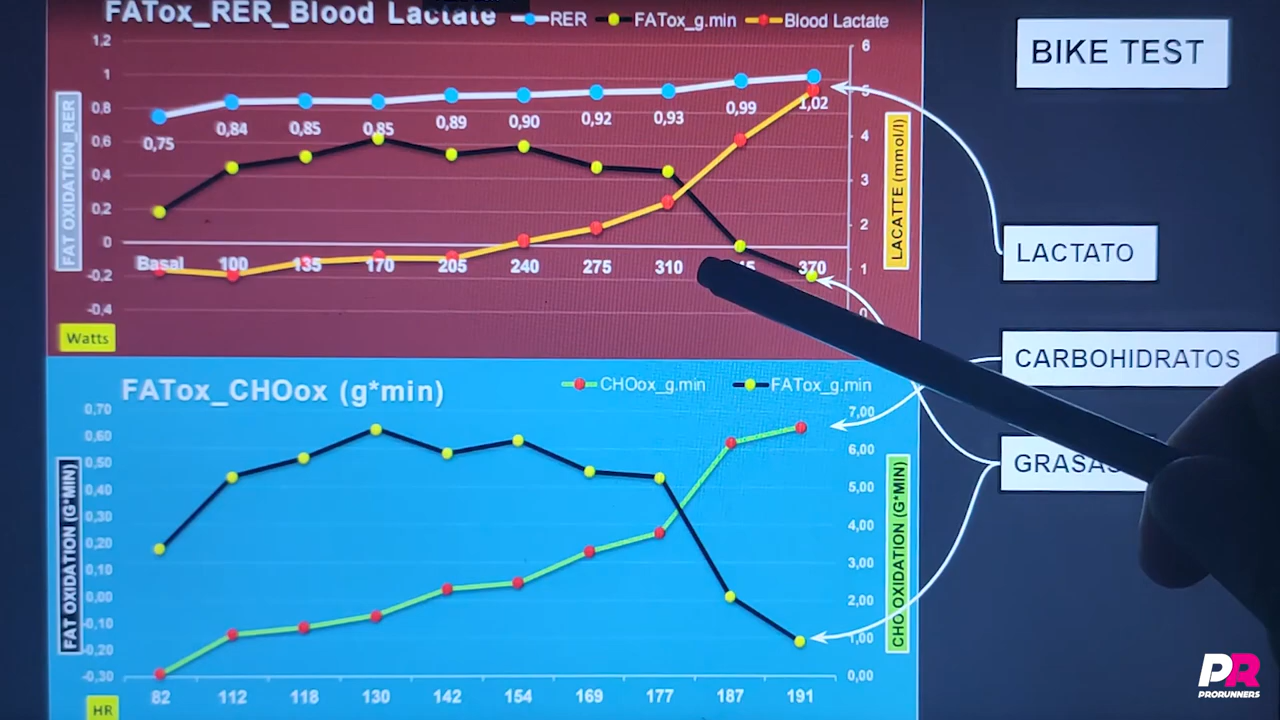 FATox_RER_Blood Lactate
RER FATox_g.min Blood Lactate
BIKE TEST
1,2
1
0,8
0,6
0,4
0,2
0
-0,2
-0,4
FAT OXIDATION_RER
0,75
0,84
0,85
0,85
0,89
0,90
0,92
0,93
0,99
1,02
6
5
4
3
2
1
0
LACATTE (mmol/l)
Basal 100 135 170 205 240 275 310 370
Watts
LACTATO
CARBOHIDRATOS
GRASAS
FATox_CHOox (g*min)
CHOox_g.min FATox_g.min
0,70
0,60
0,50
0,40
0,30
0,20
0,10
0,00
-0,10
-0,30
FAT OXIDATION (G*MIN)
7,00
6,00
5,00
4,00
3,00
2,00
1,00
0,00
CHO OXIDATION (G*MIN)
82 112 118 130 142 154 169 177 187 191
HR
PR
PRORUNNERS